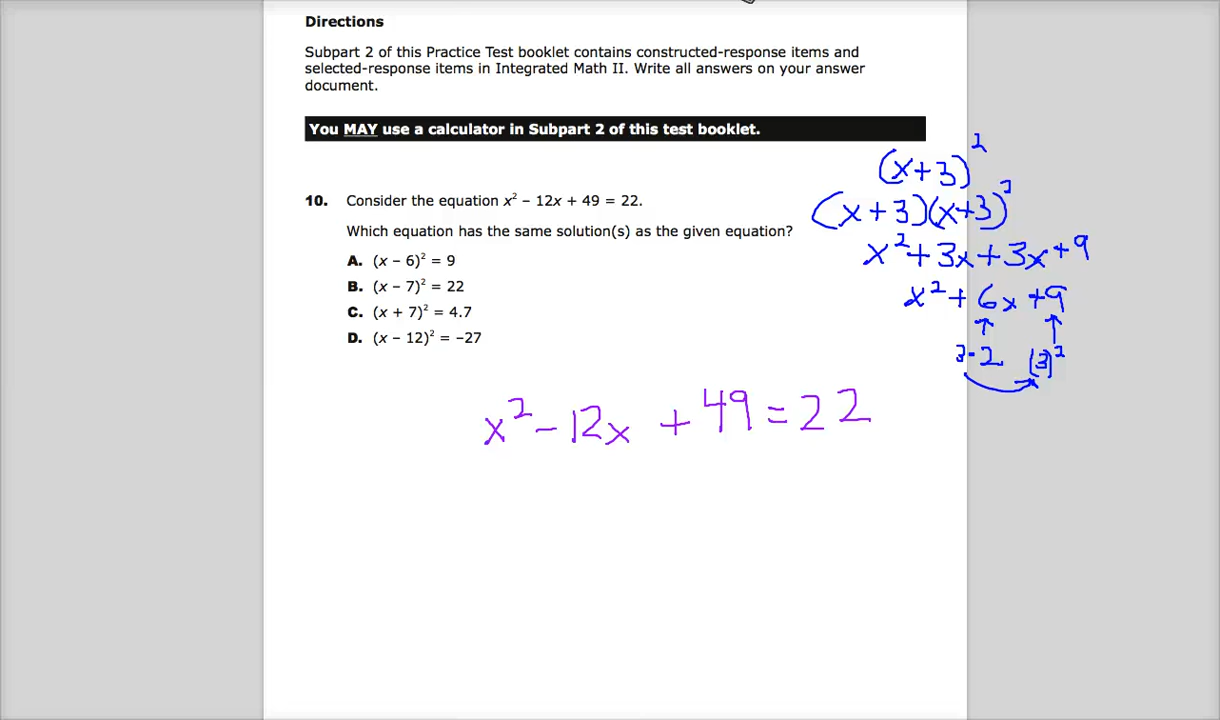 Directions
Subpart 2 of this Practice Test booklet contains constructed-response items and
selected-response items in Integrated Math II. Write all answers on your answer
document.
You MAY use a calculator in Subpart 2 of this test booklet.
10. Consider the equation x² − 12x + 49 = 22.
Which equation has the same solution(s) as the given equation?
A. (x − 6)² = 9
B. (x − 7)² = 22
C. (x + 7)² = 4.7
D. (x − 12)² = −27
(x+3)²
(x+3)(x+3)²
x²+3x+3x+9
x²+6x+9
3·2 (3)²
x²−12x +49=22